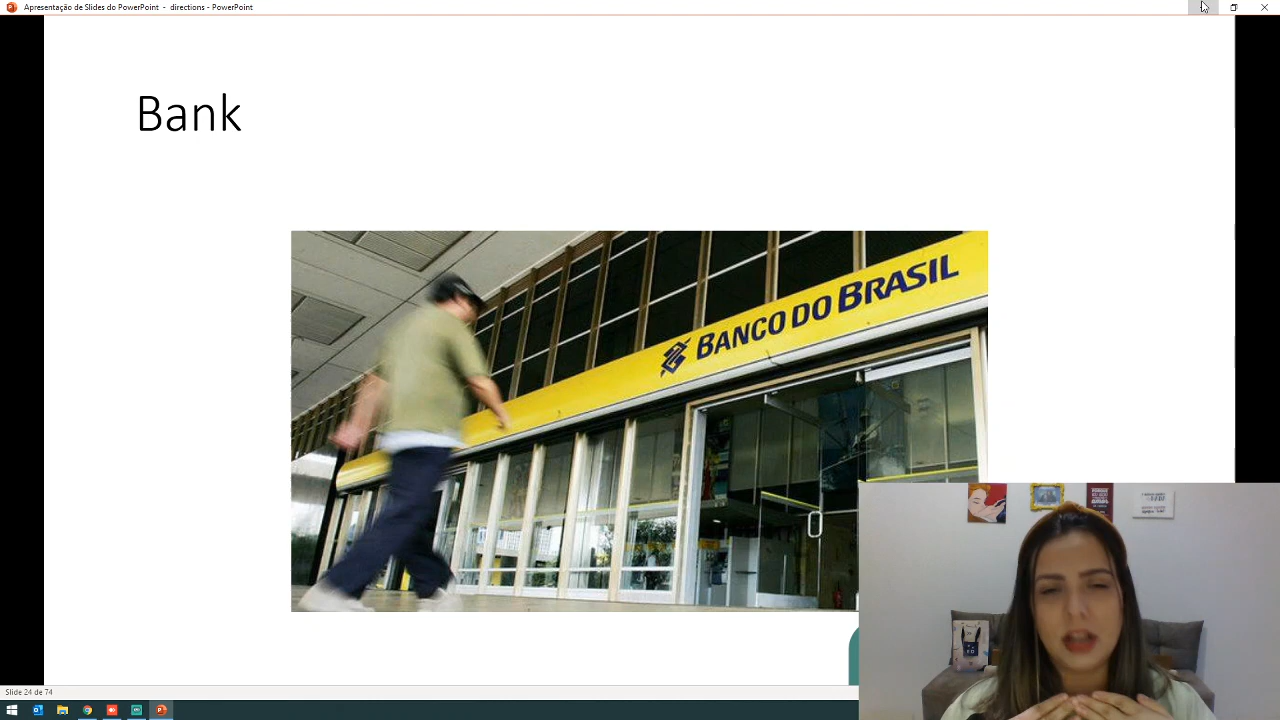 Apresentação de Slides do PowerPoint - directions - PowerPoint
Bank
BANCO DO BRASIL
Slide 24 de 74